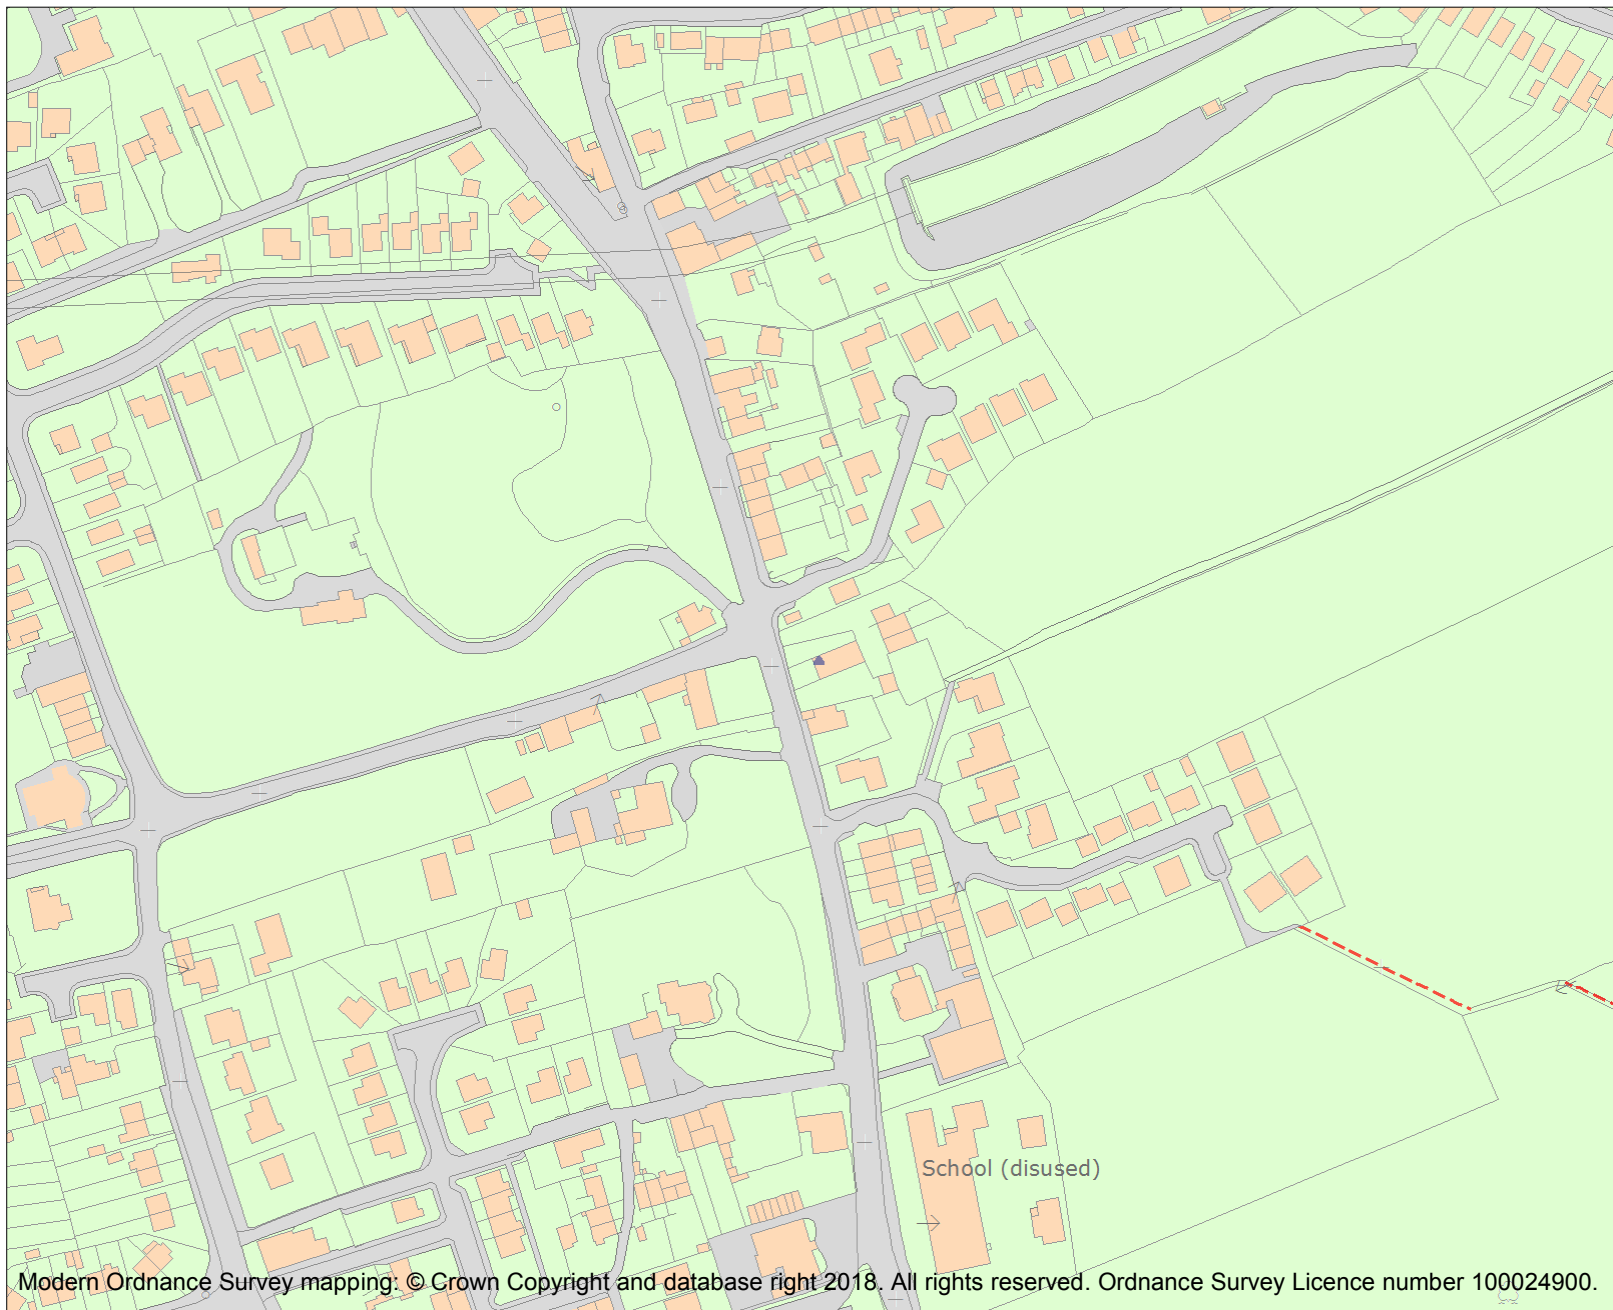 School (disused)
Modern Ordnance Survey mapping: © Crown Copyright and database right 2018. All rights reserved. Ordnance Survey Licence number 100024900.